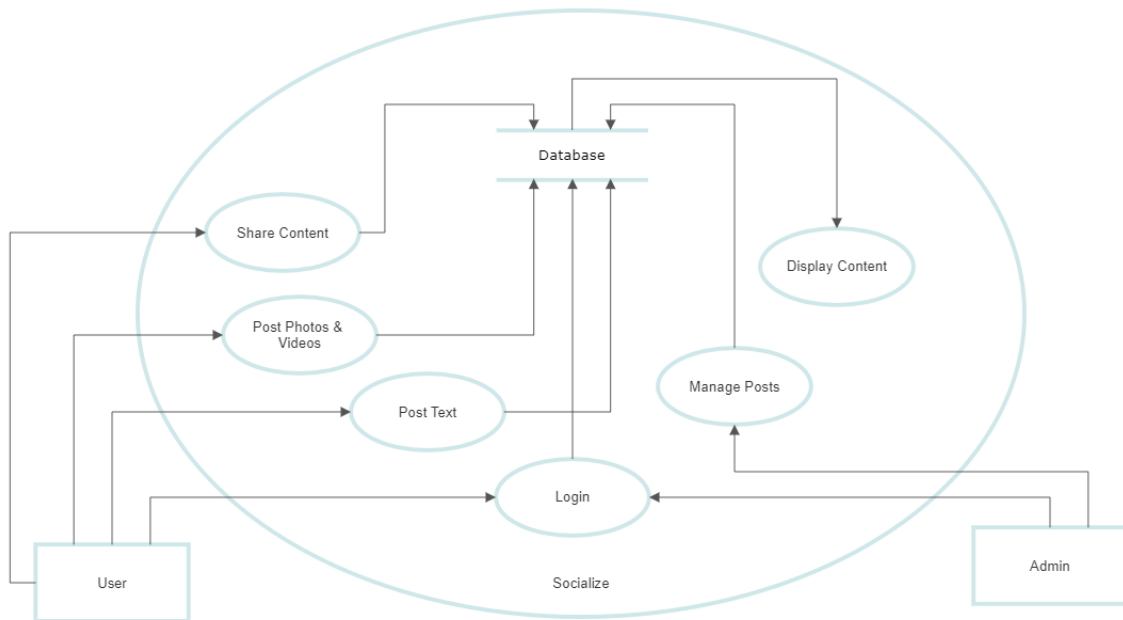 Database
Share Content
Display Content
Post Photos &
Videos
Manage Posts
Post Text
Login
User
Socialize
Admin